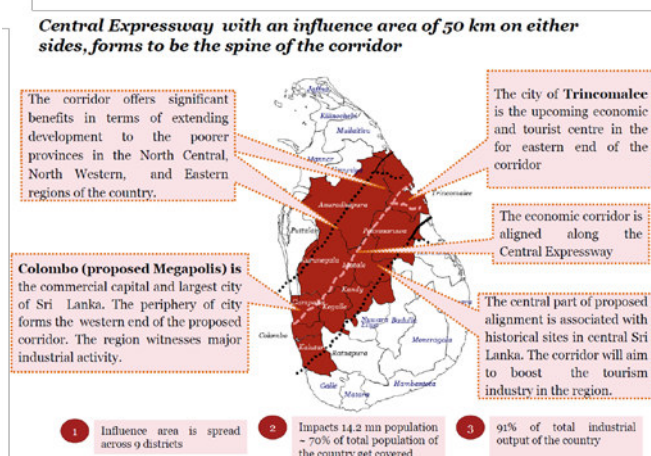 Central Expressway with an influence area of 50 km on either
sides, forms to be the spine of the corridor
The corridor offers significant
benefits in terms of extending
development to the poorer
provinces in the North Central,
North Western, and Eastern
regions of the country.
The city of Trincomalee
is the upcoming economic
and tourist centre in the
for eastern end of the
corridor
The economic corridor is
aligned along the
Central Expressway
Colombo (proposed Megapolis) is
the commercial capital and largest city
of Sri Lanka. The periphery of city
forms the western end of the proposed
corridor. The region witnesses major
industrial activity.
The central part of proposed
alignment is associated with
historical sites in central Sri
Lanka. The corridor will aim
to boost the tourism
industry in the region.
Jaffna
Mullaitivu
Mannar
Trincomalee
Anuradhapura
Puttalam
Polonnaruwa
Kurunegala
Matale
Kandy
Gampaha
Kegalle
Colombo
Nuwara
Badulla
Moneragala
Kalutara
Ratnapura
Galle
Matara
Hambantota
1
Influence area is spread
across 9 districts
2
Impacts 14.2 mn population
~ 70% of total population of
the country get covered
3
91% of total industrial
output of the country